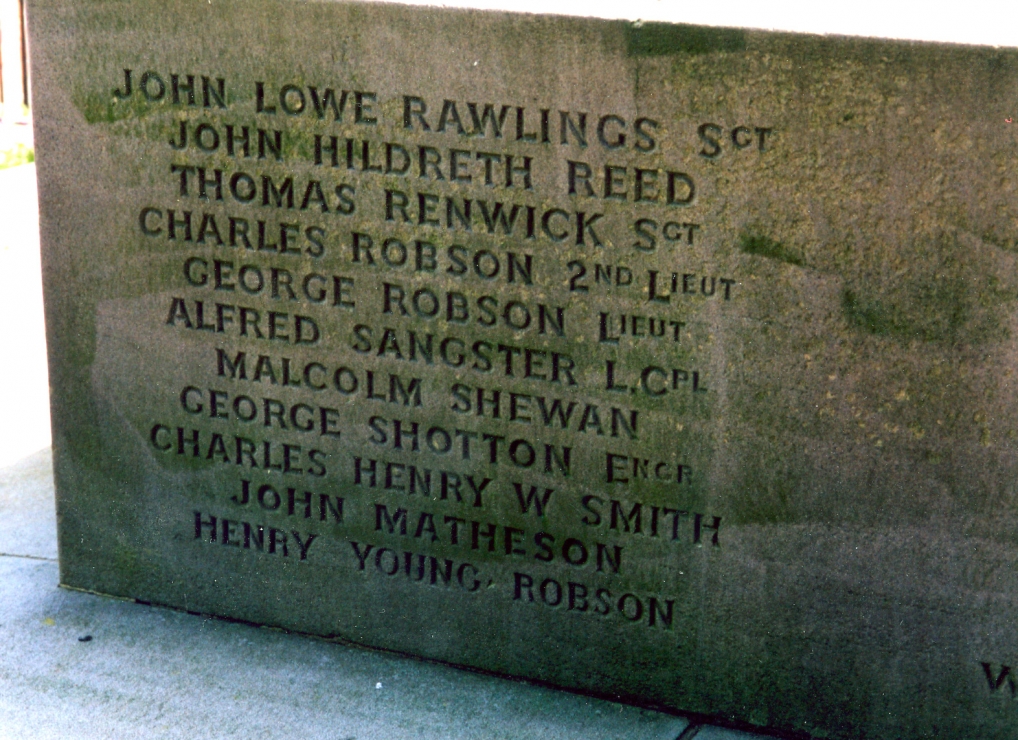 JOHN LOWE RAWLINGS SGT
JOHN HILDRETH REED
THOMAS RENWICK SGT
CHARLES ROBSON 2ND LIEUT
GEORGE ROBSON LIEUT
ALFRED SANGSTER L.CPL
MALCOLM SHEWAN
GEORGE SHOTTON ENGR
CHARLES HENRY W SMITH
JOHN MATHESON
HENRY YOUNG ROBSON